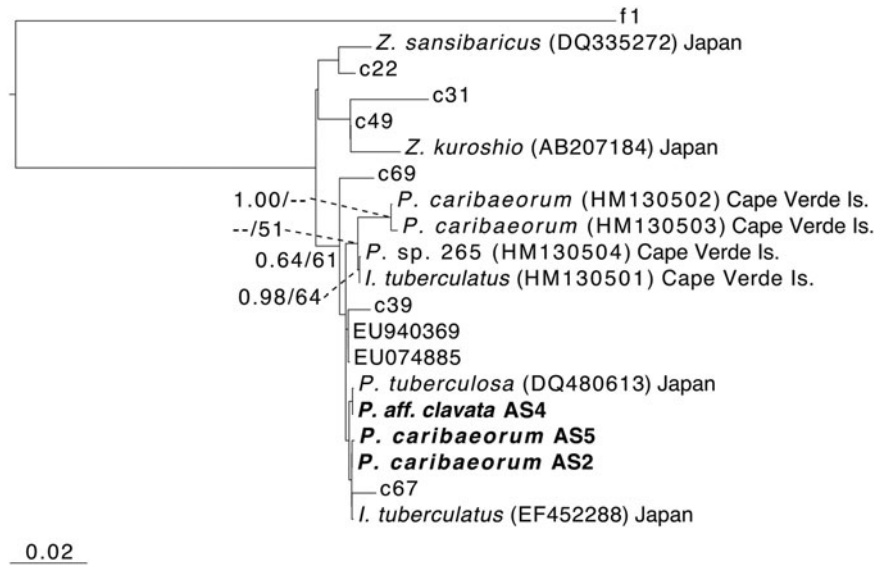 f1
Z. sansibaricus (DQ335272) Japan
c22
c31
c49
Z. kuroshio (AB207184) Japan
c69
1.00/--
P. caribaeorum (HM130502) Cape Verde Is.
P. caribaeorum (HM130503) Cape Verde Is.
--/51
P. sp. 265 (HM130504) Cape Verde Is.
0.64/61
I. tuberculatus (HM130501) Cape Verde Is.
0.98/64
c39
EU940369
EU074885
P. tuberculosa (DQ480613) Japan
P. aff. clavata AS4
P. caribaeorum AS5
P. caribaeorum AS2
c67
I. tuberculatus (EF452288) Japan
0.02